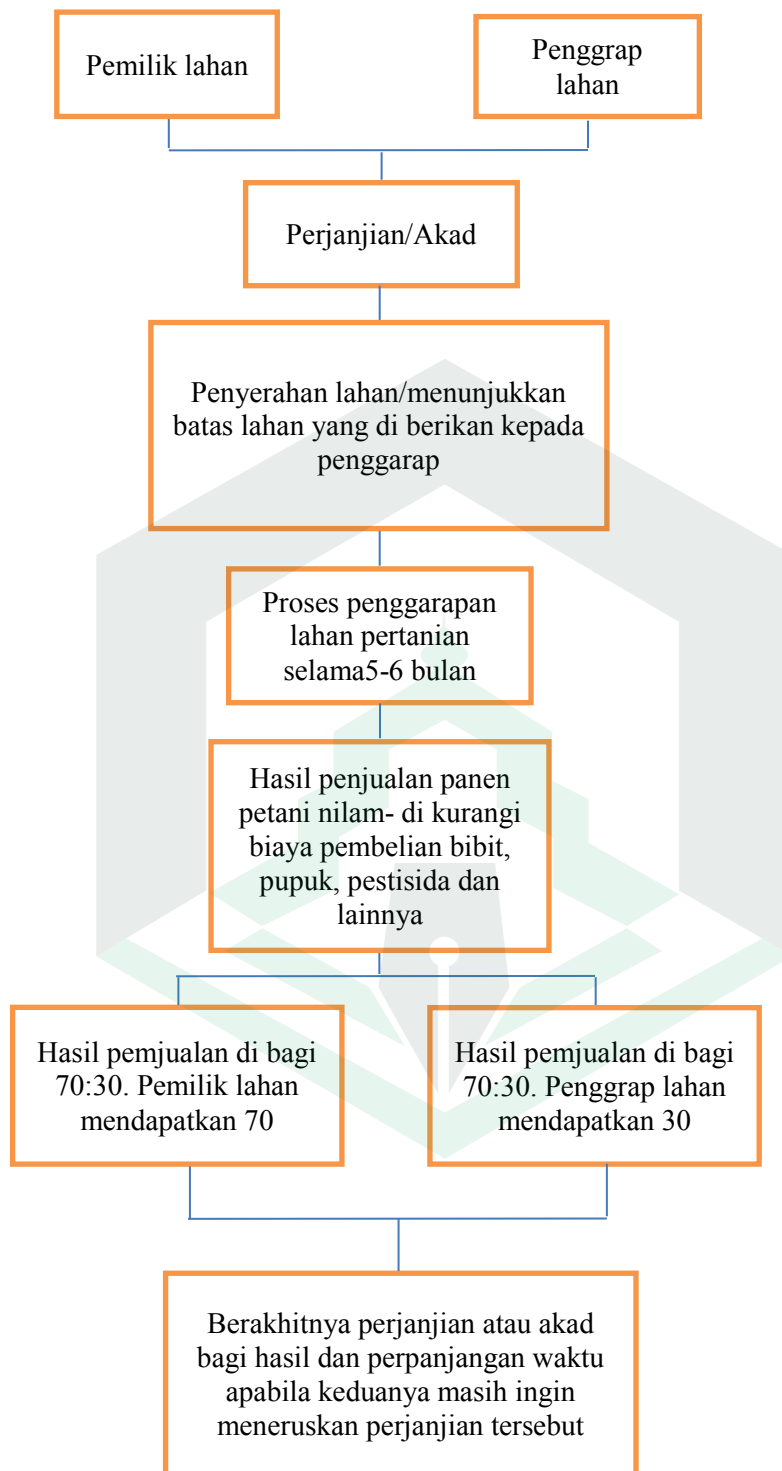 Pemilik lahan
Penggrap
lahan
Perjanjian/Akad
Penyerahan lahan/menunjukkan
batas lahan yang di berikan kepada
penggarap
Proses penggarapan
lahan pertanian
selama5-6 bulan
Hasil penjualan panen
petani nilam- di kurangi
biaya pembelian bibit,
pupuk, pestisida dan
lainnya
Hasil pemjualan di bagi
70:30. Pemilik lahan
mendapatkan 70
Hasil pemjualan di bagi
70:30. Penggrap lahan
mendapatkan 30
Berakhitnya perjanjian atau akad
bagi hasil dan perpanjangan waktu
apabila keduanya masih ingin
meneruskan perjanjian tersebut